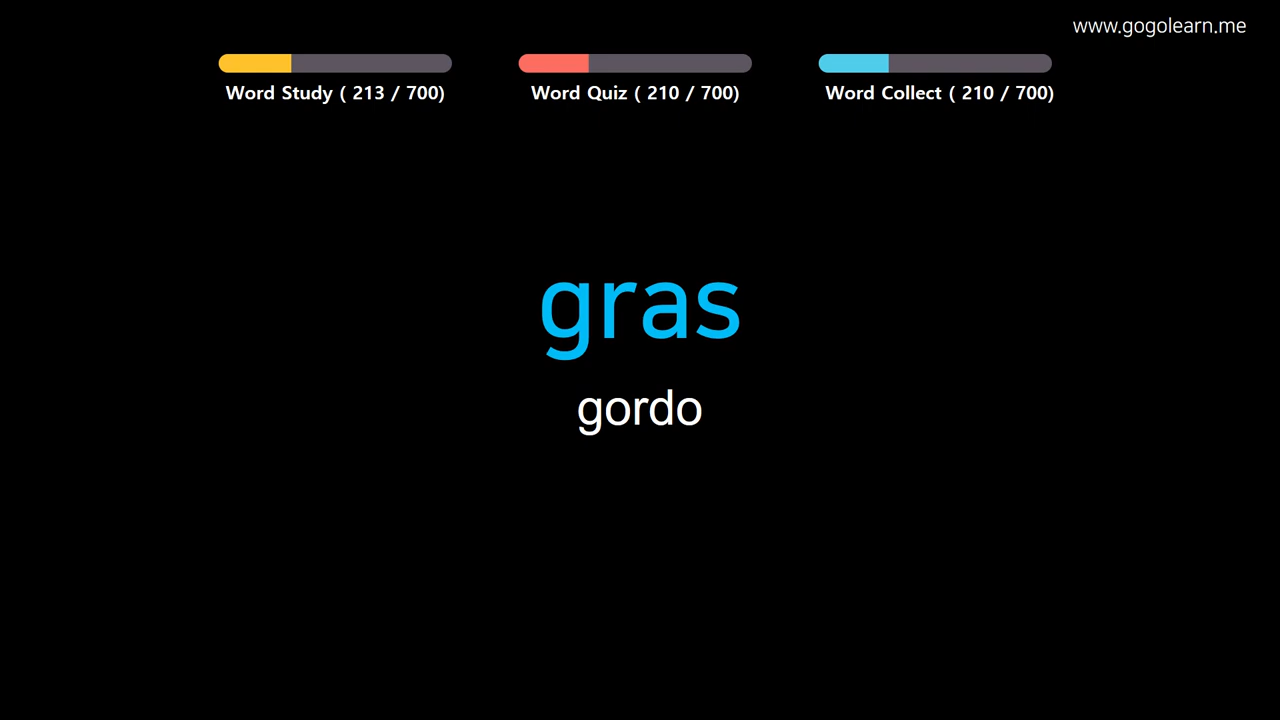 www.gogolearn.me
Word Study ( 213 / 700)
Word Quiz ( 210 / 700)
Word Collect ( 210 / 700)
gras
gordo